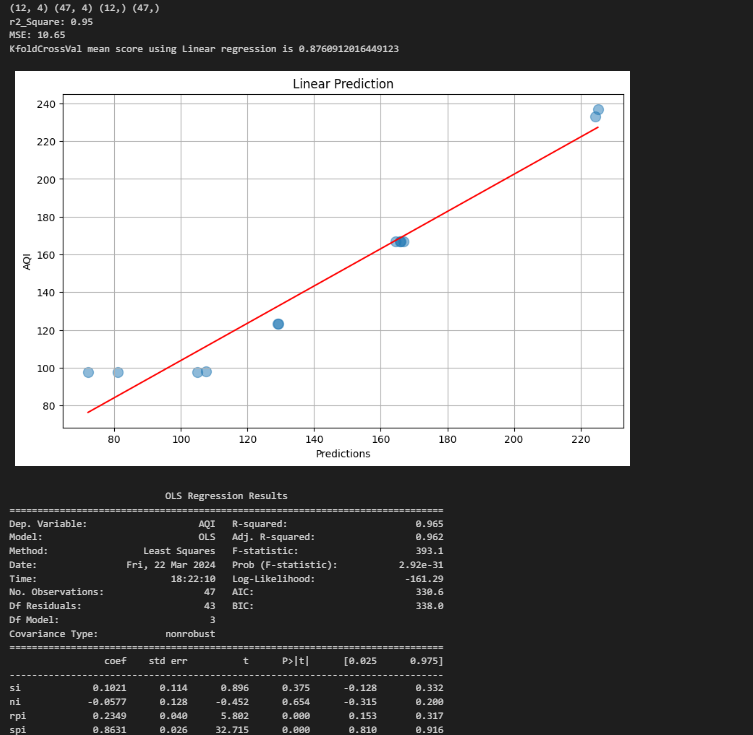 (12, 4) (47, 4) (12,) (47,)
r2_Square: 0.95
MSE: 10.65
KfoldCrossVal mean score using Linear regression is 0.8760912016449123
Linear Prediction
240
220
200
180
160
140
120
100
80
AQI
80 100 120 140 160 180 200 220
Predictions
OLS Regression Results
==============================================================================
Dep. Variable: AQI R-squared: 0.965
Model: OLS Adj. R-squared: 0.962
Method: Least Squares F-statistic: 393.1
Date: Fri, 22 Mar 2024 Prob (F-statistic): 2.92e-31
Time: 18:22:10 Log-Likelihood: -161.29
No. Observations: 47 AIC: 330.6
Df Residuals: 43 BIC: 338.0
Df Model: 3
Covariance Type: nonrobust
==============================================================================
coef std err t P>|t| [0.025 0.975]
------------------------------------------------------------------------------
si 0.1021 0.114 0.896 0.375 -0.128 0.332
ni -0.0577 0.128 -0.452 0.654 -0.315 0.200
rpi 0.2349 0.040 5.802 0.000 0.153 0.317
spi 0.8631 0.026 32.715 0.000 0.810 0.916